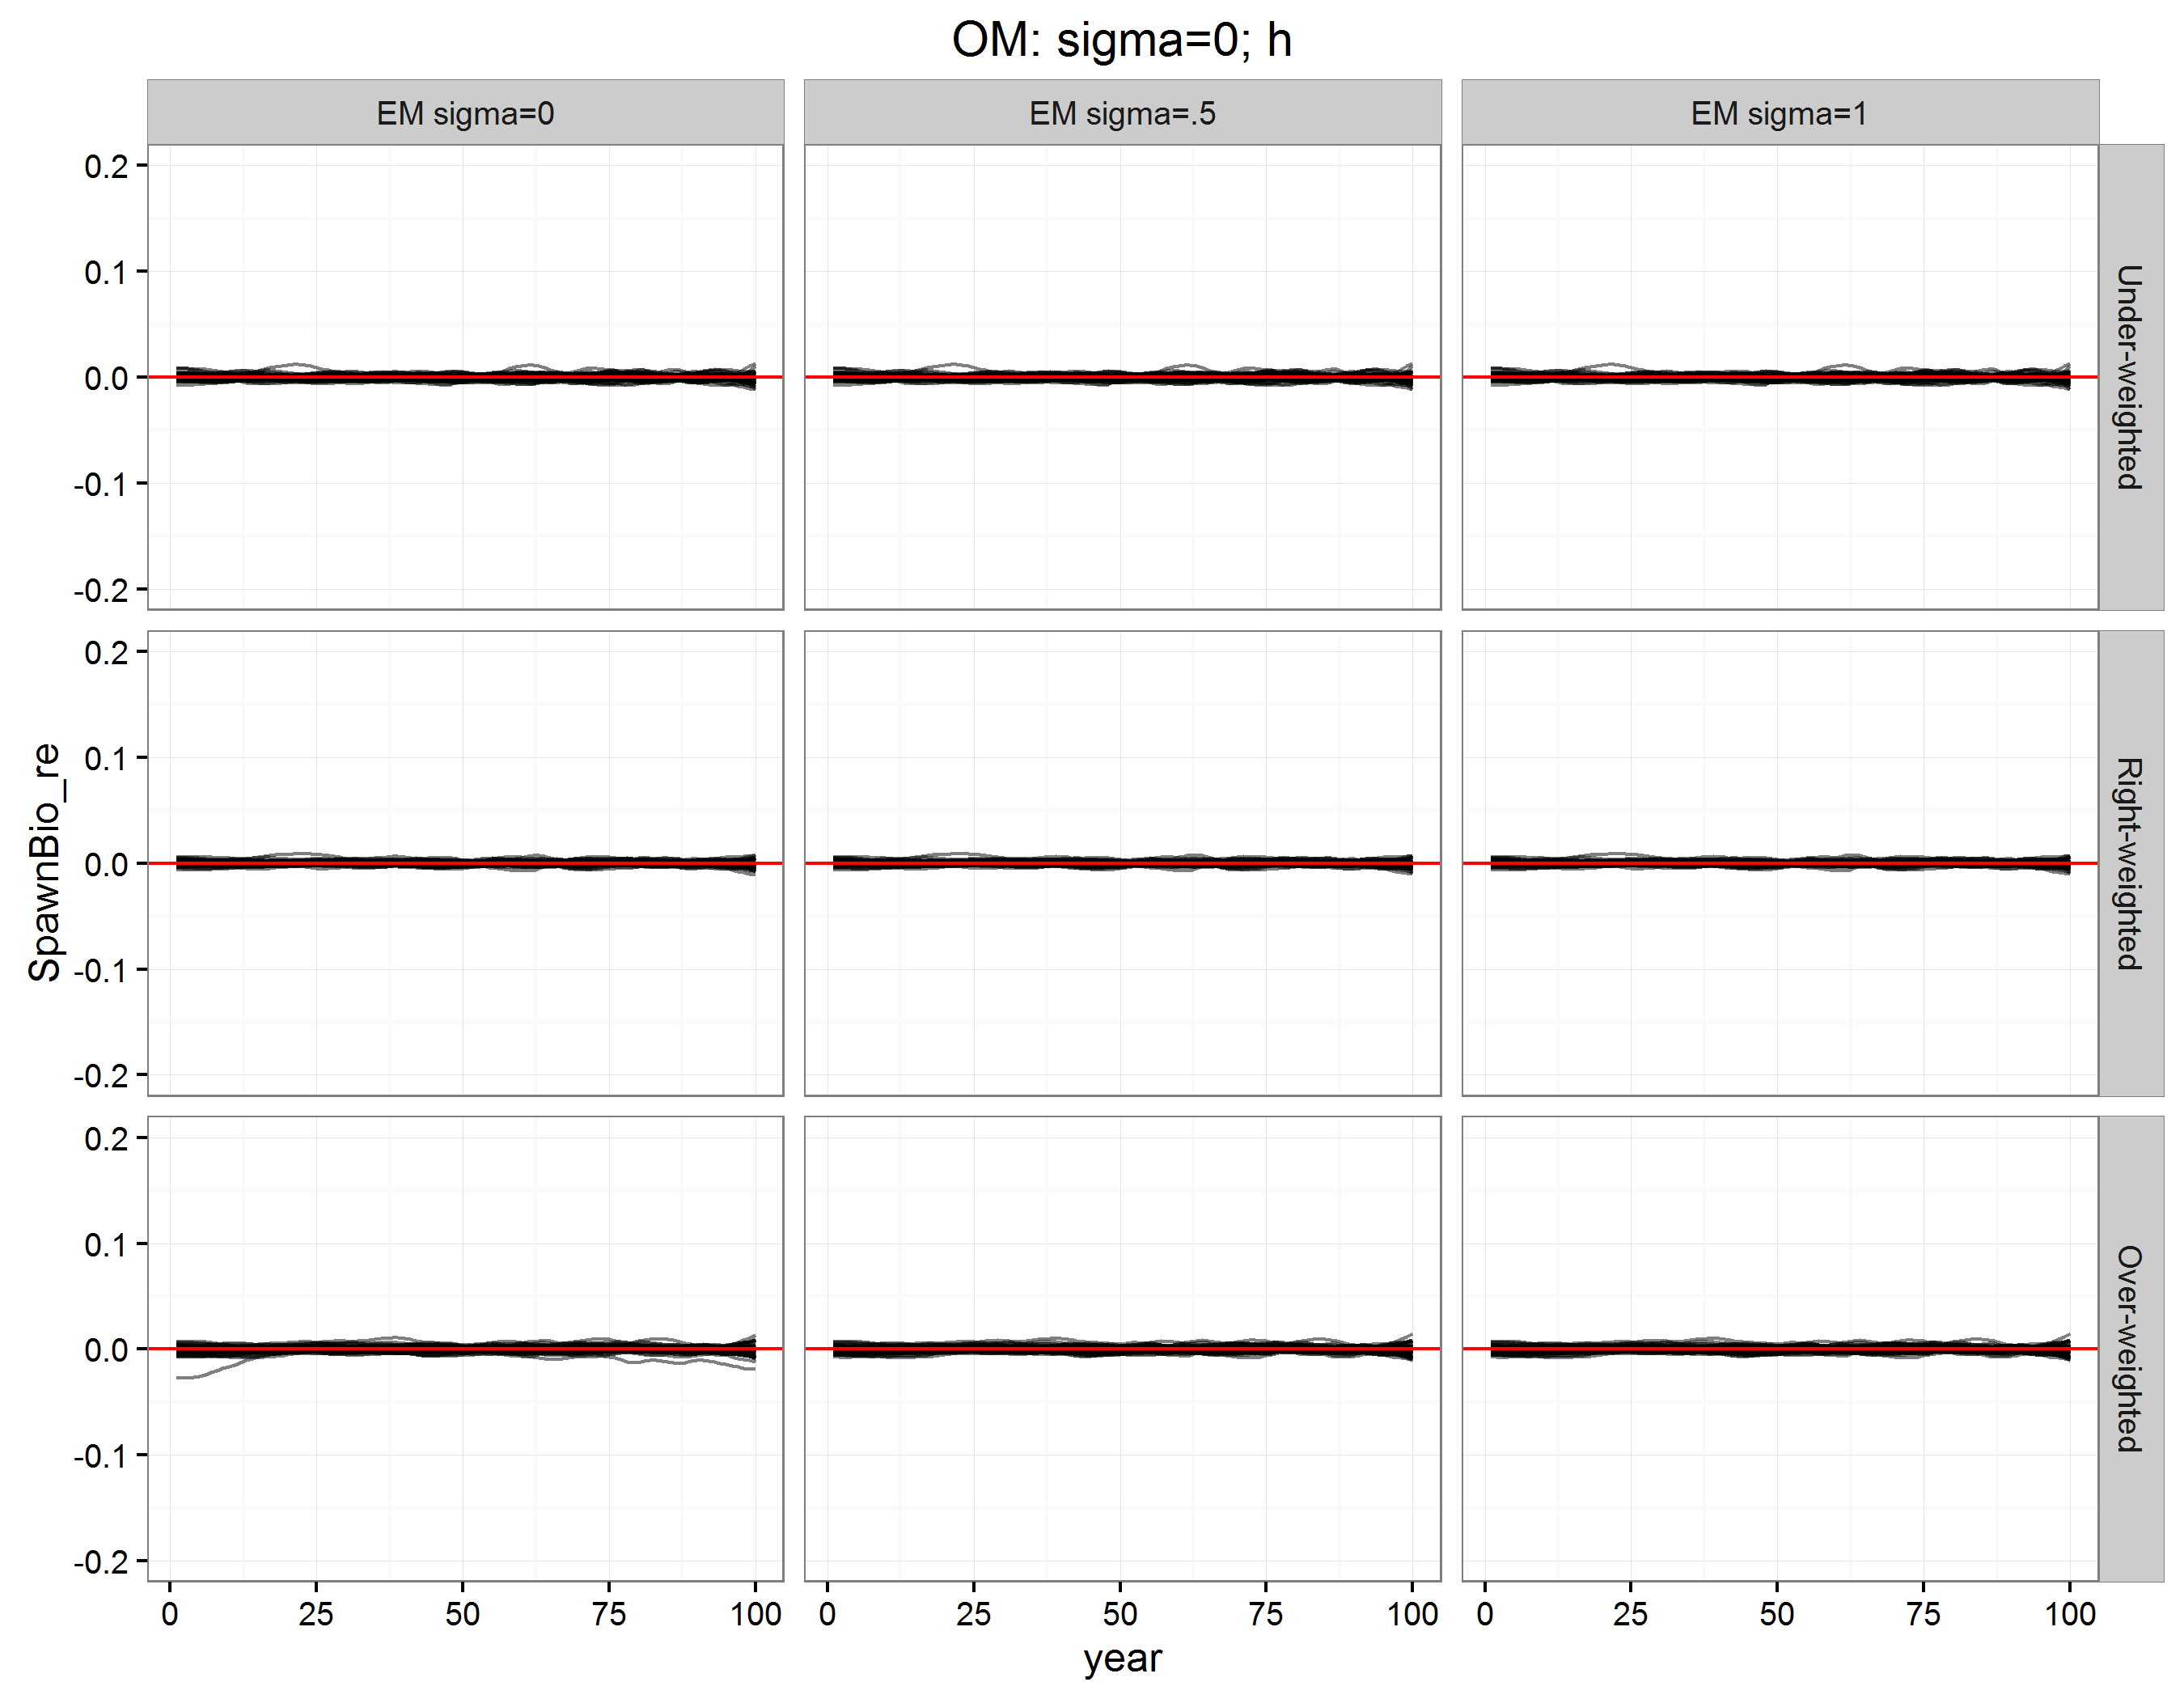 OM: sigma=0; h
EM sigma=0
EM sigma=.5
EM sigma=1
0.2
0.1
0.0
-0.1
-0.2
Under-weighted
0.2
0.1
0.0
-0.1
-0.2
Right-weighted
SpawnBio_re
0.2
0.1
0.0
-0.1
-0.2
Over-weighted
0 25 50 75 100
0 25 50 75 100
0 25 50 75 100
year